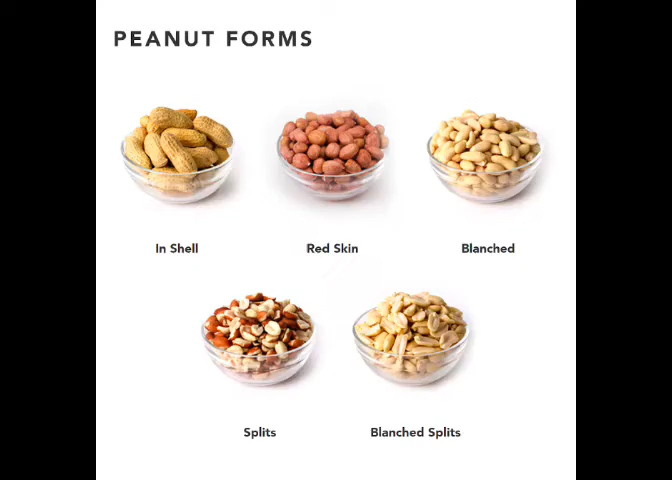 PEANUT FORMS
In Shell
Red Skin
Blanched
Splits
Blanched Splits